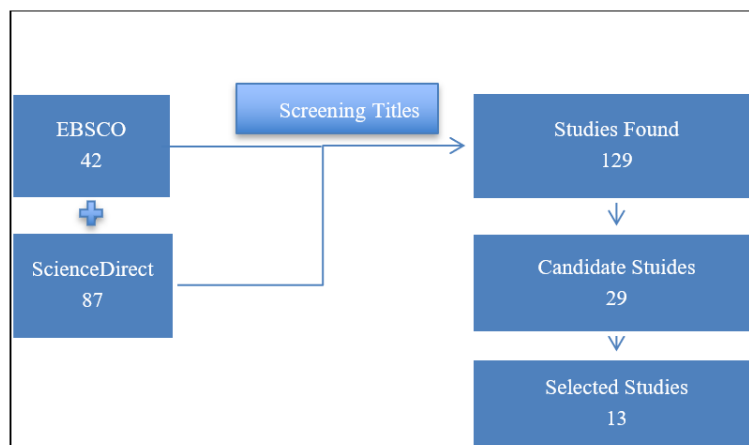 EBSCO
42
ScienceDirect
87
Screening Titles
Studies Found
129
Candidate Stuides
29
Selected Studies
13